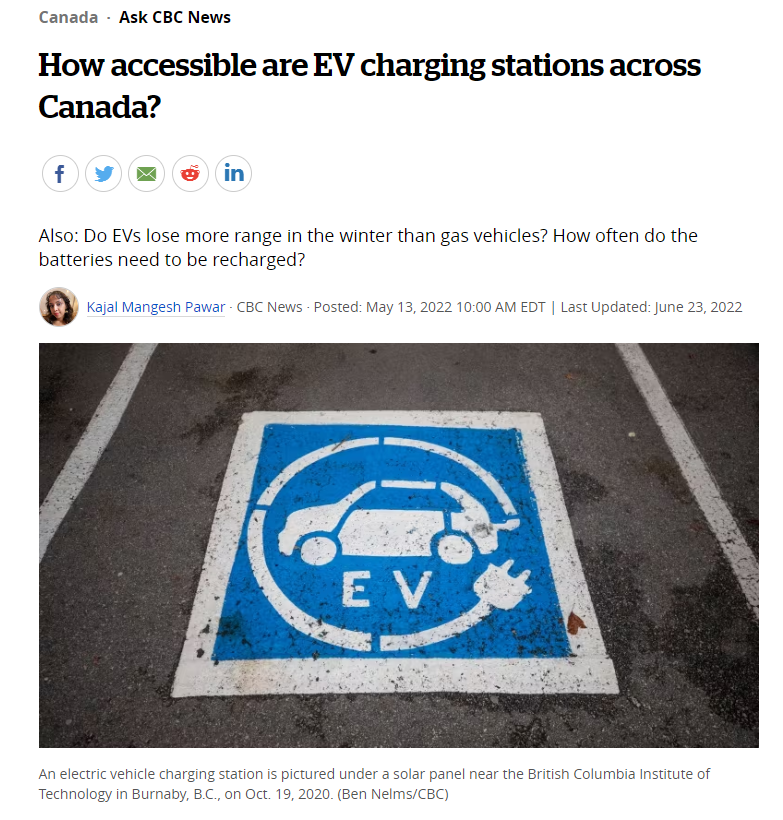 Canada · Ask CBC News
How accessible are EV charging stations across
Canada?
Also: Do EVs lose more range in the winter than gas vehicles? How often do the
batteries need to be recharged?
Kajal Mangesh Pawar · CBC News · Posted: May 13, 2022 10:00 AM EDT | Last Updated: June 23, 2022
EV
An electric vehicle charging station is pictured under a solar panel near the British Columbia Institute of
Technology in Burnaby, B.C., on Oct. 19, 2020. (Ben Nelms/CBC)